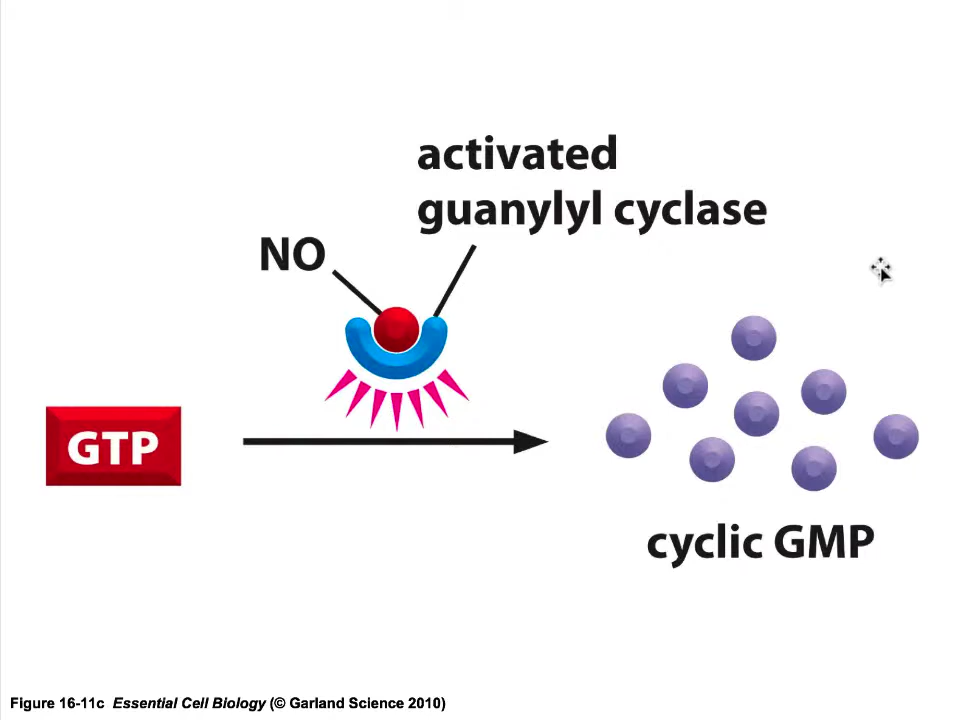 activated
guanylyl cyclase
NO
GTP
cyclic GMP
Figure 16-11c Essential Cell Biology (© Garland Science 2010)